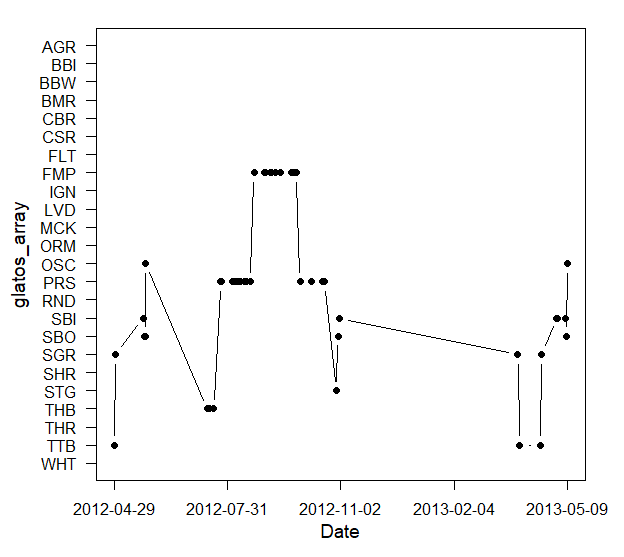 AGR
BBI
BBW
BMR
CBR
CSR
FLT
FMP
IGN
LVD
MCK
ORM
OSC
PRS
RND
SBI
SBO
SGR
SHR
STG
THB
THR
TTB
WHT
glatos_array
2012-04-29 2012-07-31 2012-11-02 2013-02-04 2013-05-09
Date